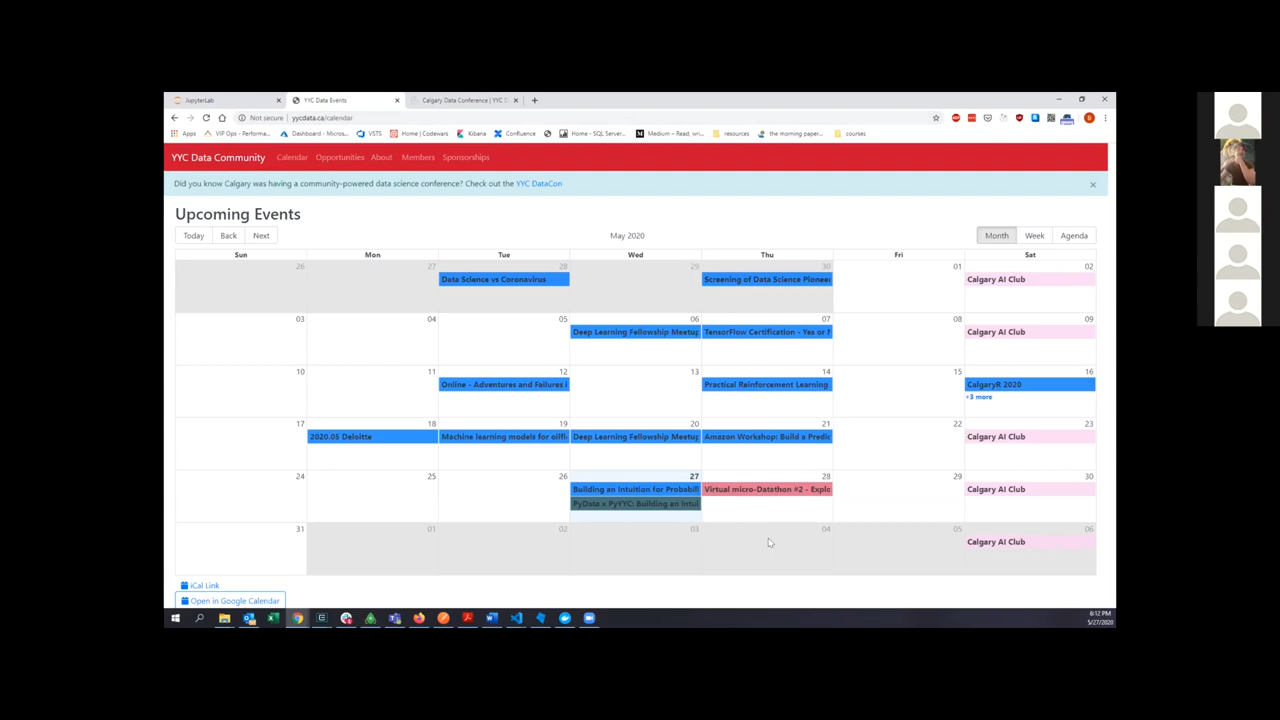 JupyterLab
YYC Data Events
Calgary Data Conference | YYC D
Not secure | yycdata.ca/calendar
Apps
VIP Ops - Performa...
Dashboard - Micros...
VSTS
Home | Codewars
Kibana
Confluence
Home - SQL Server...
Medium – Read, wri...
resources
the morning paper...
courses
YYC Data Community
Calendar
Opportunities
About
Members
Sponsorships
Did you know Calgary was having a community-powered data science conference? Check out the YYC DataCon
Upcoming Events
Today
Back
Next
May 2020
Month
Week
Agenda
Sun Mon Tue Wed Thu Fri Sat
26 27 28 29 30 01 02
Data Science vs Coronavirus
Screening of Data Science Pioneer
Calgary AI Club
03 04 05 06 07 08 09
Deep Learning Fellowship Meetup
TensorFlow Certification - Yes or
Calgary AI Club
10 11 12 13 14 15 16
Online - Adventures and Failures i
Practical Reinforcement Learning
CalgaryR 2020
+3 more
17 18 19 20 21 22 23
2020.05 Deloitte
Machine learning models for oilfi
Deep Learning Fellowship Meetup
Amazon Workshop: Build a Predic
Calgary AI Club
24 25 26 27 28 29 30
Building an Intuition for Probabil
Virtual micro-Datathon #2 - Explo
Calgary AI Club
PyData x PyYYC: Building an Intui
31 01 02 03 04 05 06
Calgary AI Club
iCal Link
Open in Google Calendar
6:12 PM
5/27/2020